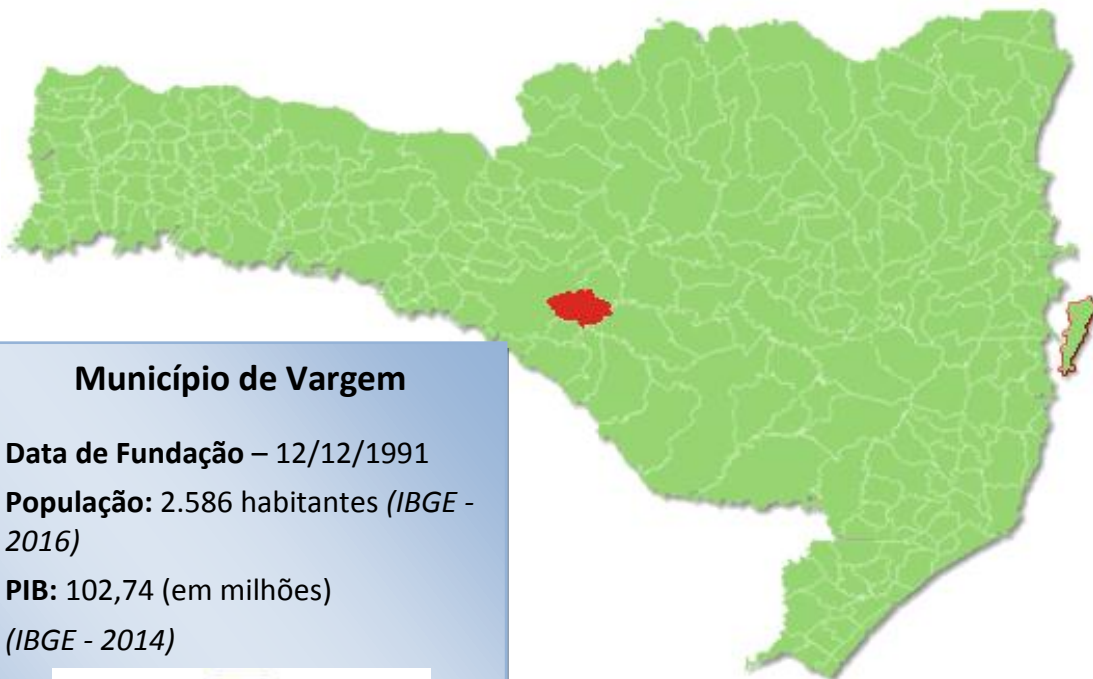 Município de Vargem
Data de Fundação – 12/12/1991
População: 2.586 habitantes (IBGE -
2016)
PIB: 102,74 (em milhões)
(IBGE - 2014)